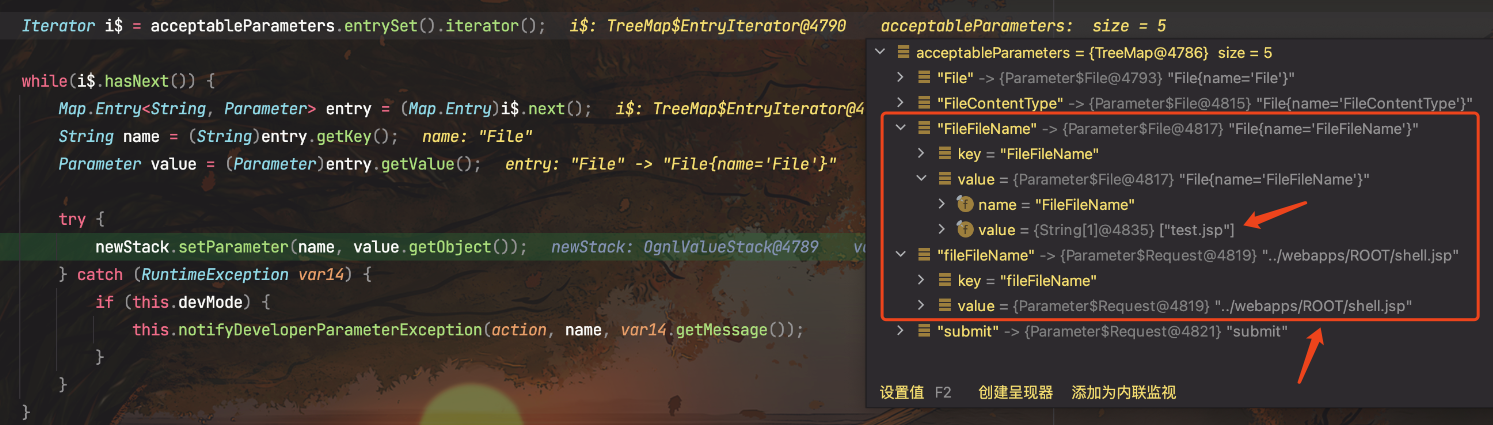 Iterator i$ = acceptableParameters.entrySet().iterator();   i$: TreeMap$EntryIterator@4790   acceptableParameters:  size = 5
acceptableParameters = {TreeMap@4786}  size = 5
while(i$.hasNext()) {
"File" -> {Parameter$File@4793} "File{name='File'}"
Map.Entry<String, Parameter> entry = (Map.Entry)i$.next();   i$: TreeMap$EntryIterator@4
"FileContentType" -> {Parameter$File@4815} "File{name='FileContentType'}"
String name = (String)entry.getKey();   name: "File"
"FileFileName" -> {Parameter$File@4817} "File{name='FileFileName'}"
Parameter value = (Parameter)entry.getValue();   entry: "File" -> "File{name='File'}"
key = "FileFileName"
value = {Parameter$File@4817} "File{name='FileFileName'}"
try {
name = "FileFileName"
newStack.setParameter(name, value.getObject());   newStack: OgnlValueStack@4789
value = {String[1]@4835} ["test.jsp"]
} catch (RuntimeException var14) {
"fileFileName" -> {Parameter$Request@4819} "../webapps/ROOT/shell.jsp"
if (this.devMode) {
key = "fileFileName"
this.notifyDeveloperParameterException(action, name, var14.getMessage());
value = {Parameter$Request@4819} "../webapps/ROOT/shell.jsp"
}
"submit" -> {Parameter$Request@4821} "submit"
}
}
设置值 F2   创建呈现器   添加为内联监视